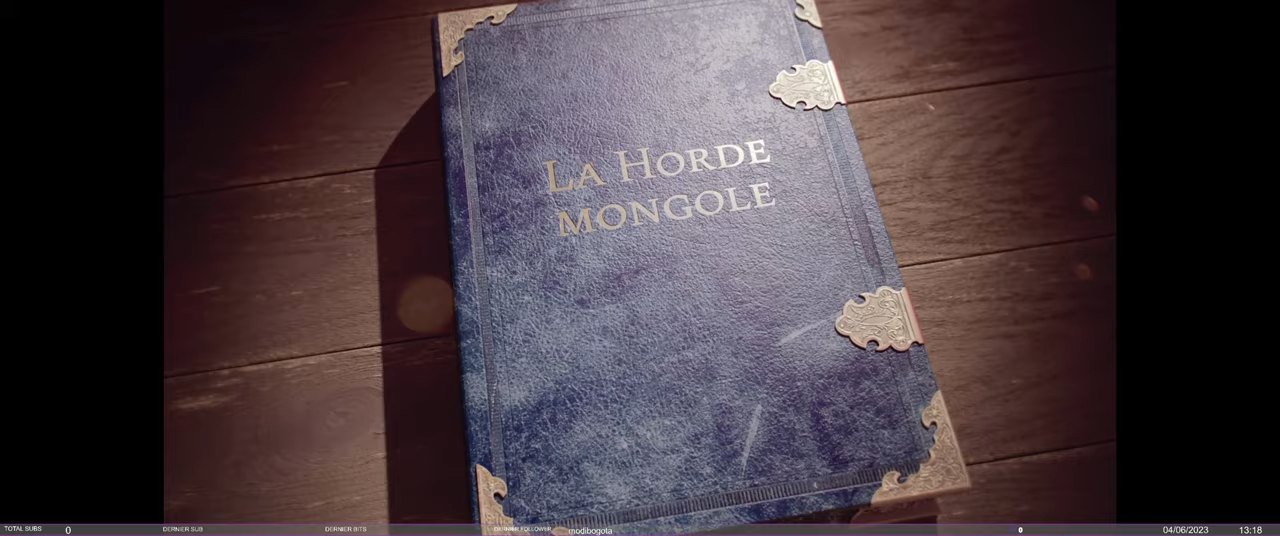 La Horde
Mongole
TOTAL SUBS 0 DERNIER SUB DERNIER BITS DERNIER FOLLOWER modibogota 0 04/06/2023 13:18